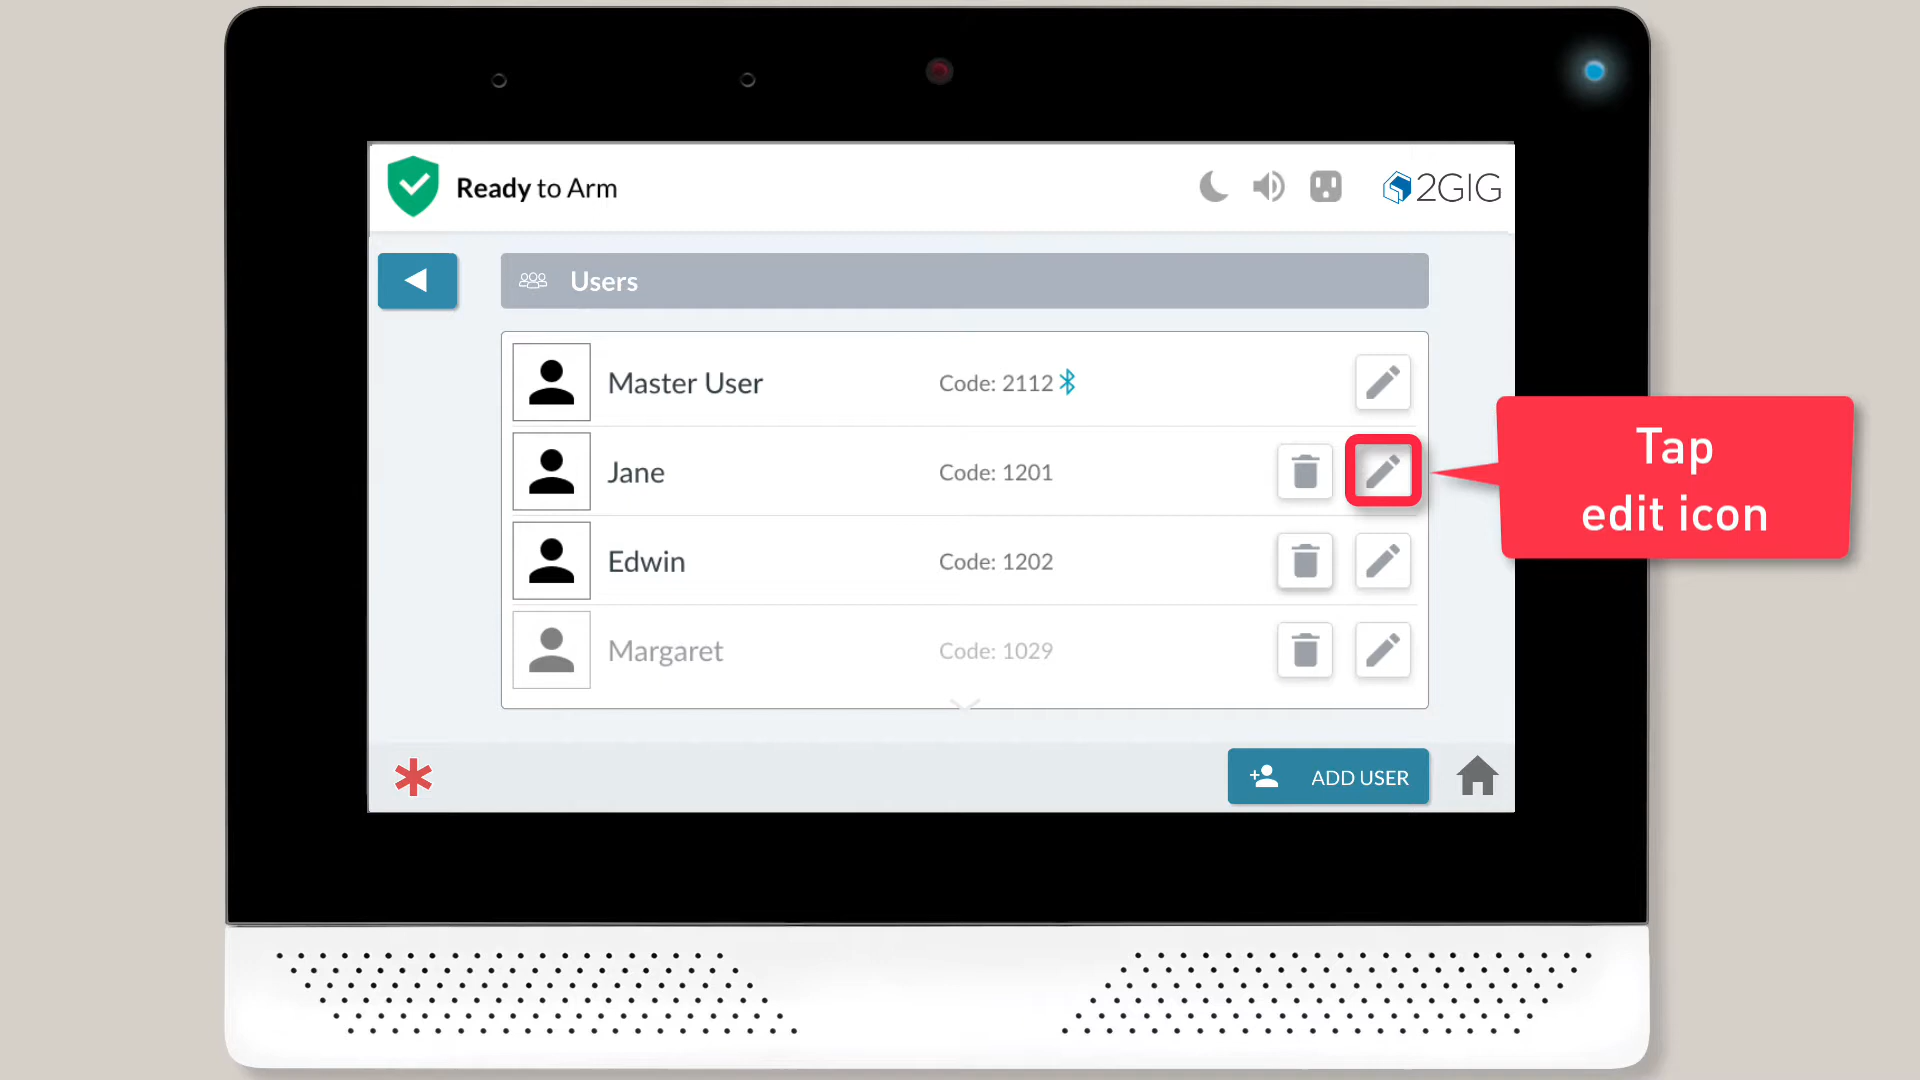 Ready to Arm
2GIG
Users
Master User
Code: 2112
Jane
Code: 1201
Edwin
Code: 1202
Margaret
Code: 1029
Tap
edit icon
ADD USER